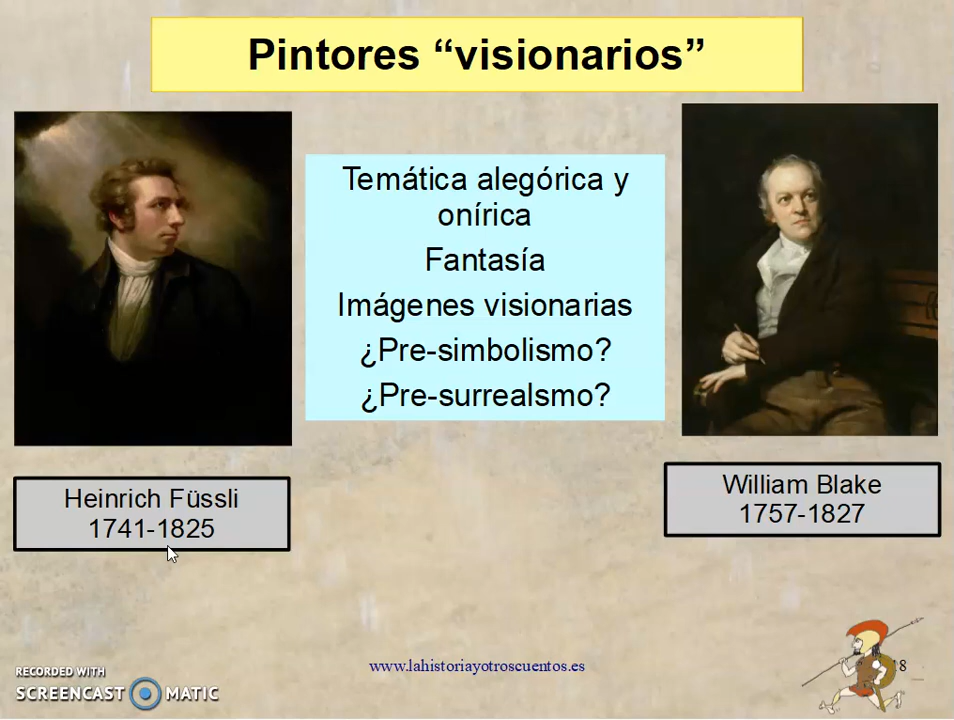 Pintores “visionarios”
Temática alegórica y
onírica
Fantasía
Imágenes visionarias
¿Pre-simbolismo?
¿Pre-surrealsmo?
Heinrich Füssli
1741-1825
William Blake
1757-1827
www.lahistoriayotroscuentos.es
RECORDED WITH
SCREENCAST MATIC